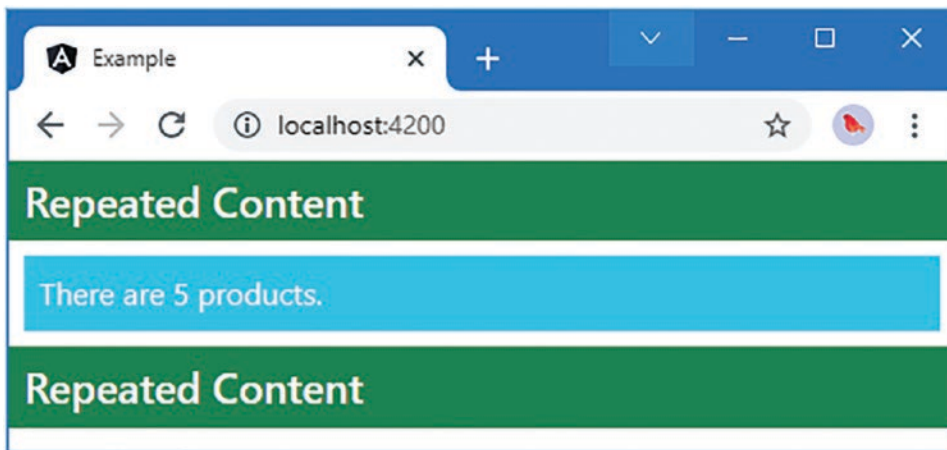 Example
localhost:4200
Repeated Content
There are 5 products.
Repeated Content